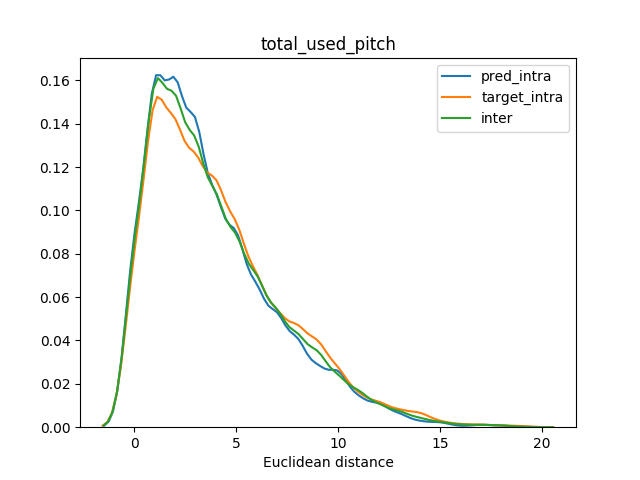 total_used_pitch
0.16
0.14
0.12
0.10
0.08
0.06
0.04
0.02
0.00
pred_intra
target_intra
inter
0 5 10 15 20
Euclidean distance